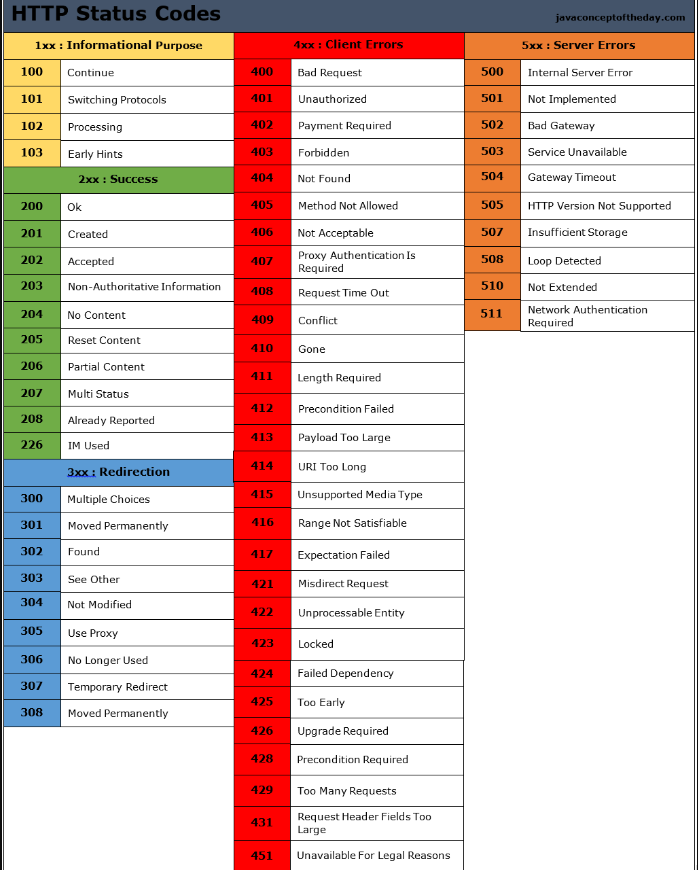 HTTP Status Codes
javaconceptoftheday.com
1xx : Informational Purpose
100 Continue
101 Switching Protocols
102 Processing
103 Early Hints
2xx : Success
200 Ok
201 Created
202 Accepted
203 Non-Authoritative Information
204 No Content
205 Reset Content
206 Partial Content
207 Multi Status
208 Already Reported
226 IM Used
3xx : Redirection
300 Multiple Choices
301 Moved Permanently
302 Found
303 See Other
304 Not Modified
305 Use Proxy
306 No Longer Used
307 Temporary Redirect
308 Moved Permanently
4xx : Client Errors
400 Bad Request
401 Unauthorized
402 Payment Required
403 Forbidden
404 Not Found
405 Method Not Allowed
406 Not Acceptable
407 Proxy Authentication Is
Required
408 Request Time Out
409 Conflict
410 Gone
411 Length Required
412 Precondition Failed
413 Payload Too Large
414 URI Too Long
415 Unsupported Media Type
416 Range Not Satisfiable
417 Expectation Failed
421 Misdirect Request
422 Unprocessable Entity
423 Locked
424 Failed Dependency
425 Too Early
426 Upgrade Required
428 Precondition Required
429 Too Many Requests
431 Request Header Fields Too
Large
451 Unavailable For Legal Reasons
5xx : Server Errors
500 Internal Server Error
501 Not Implemented
502 Bad Gateway
503 Service Unavailable
504 Gateway Timeout
505 HTTP Version Not Supported
507 Insufficient Storage
508 Loop Detected
510 Not Extended
511 Network Authentication
Required